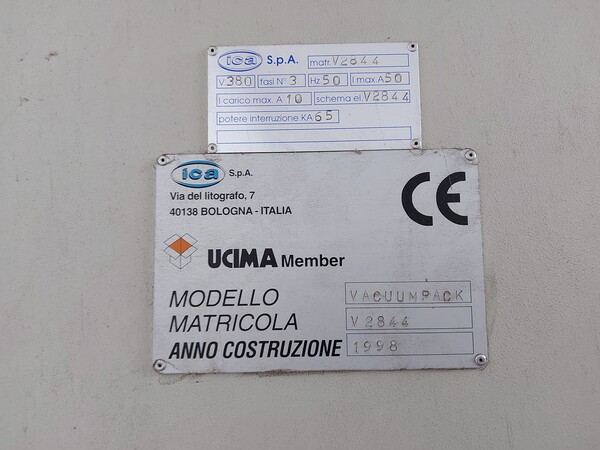 ica S.p.A. matr. V2844
V. 380 fasi N° 3 Hz 50 I max. A 50
I carico max. A 10 schema el. V2844
potere interruzione KA 65
ica S.p.A.
Via del litografo, 7
40138 BOLOGNA - ITALIA
CE
UCIMA Member
MODELLO VACUUMPACK
MATRICOLA V2844
ANNO COSTRUZIONE 1998